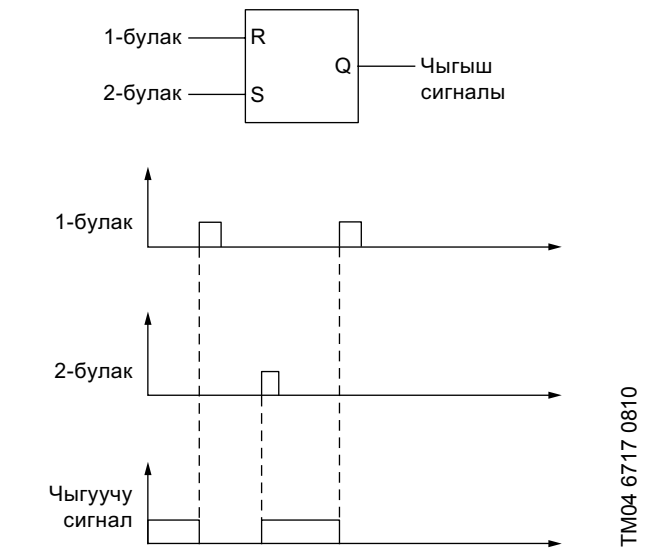 1-булак
R
Q
Чыгыш
сигналы
2-булак
S
1-булак
2-булак
Чыгуучу
сигнал
TM04 6717 0810